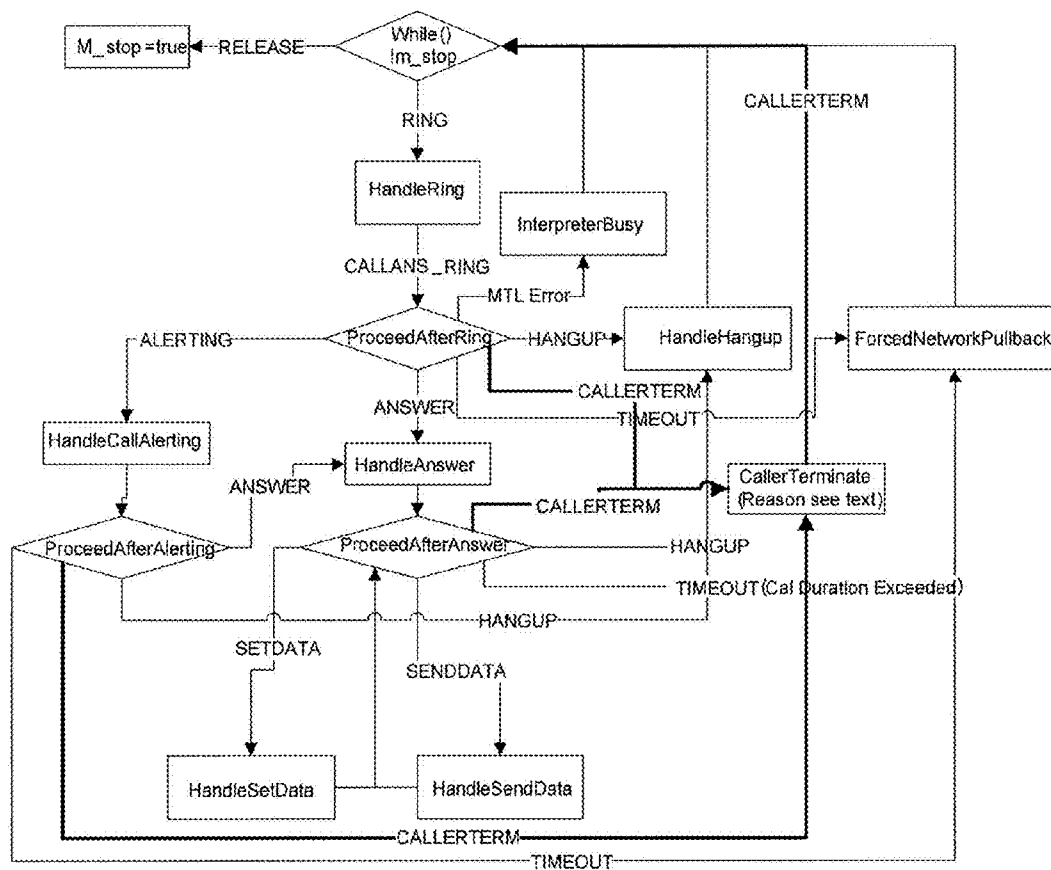 M_stop=true
RELEASE
While()
!m_stop
CALLERTERM
RING
HandleRing
InterpreterBusy
CALLANS_RING
MTL Error
ALERTING
ProceedAfterRing
HANGUP
HandleHangup
ForcedNetworkPullback
CALLERTERM
ANSWER
TIMEOUT
HandleCallAlerting
HandleAnswer
CallerTerminate
(Reason see text)
ANSWER
CALLERTERM
ProceedAfterAlerting
ProceedAfterAnswer
HANGUP
TIMEOUT(Cal Duration Exceeded)
HANGUP
SETDATA
SENDDATA
HandleSetData
HandleSendData
CALLERTERM
TIMEOUT